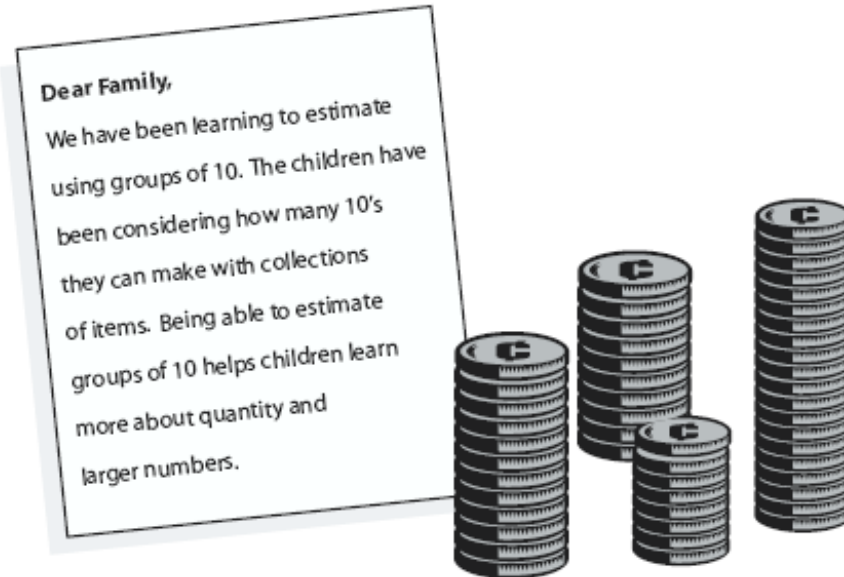 Dear Family,
We have been learning to estimate
using groups of 10. The children have
been considering how many 10's
they can make with collections
of items. Being able to estimate
groups of 10 helps children learn
more about quantity and
larger numbers.